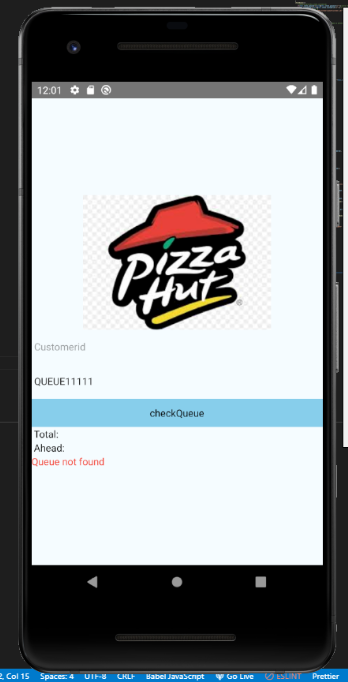 12:01
Pizza
Hut
®
Customerid
QUEUE11111
checkQueue
Total:
Ahead:
Queue not found
Col 15 Spaces: 4 UTF-8 CRLF Babel JavaScript Go Live ESLINT Prettier